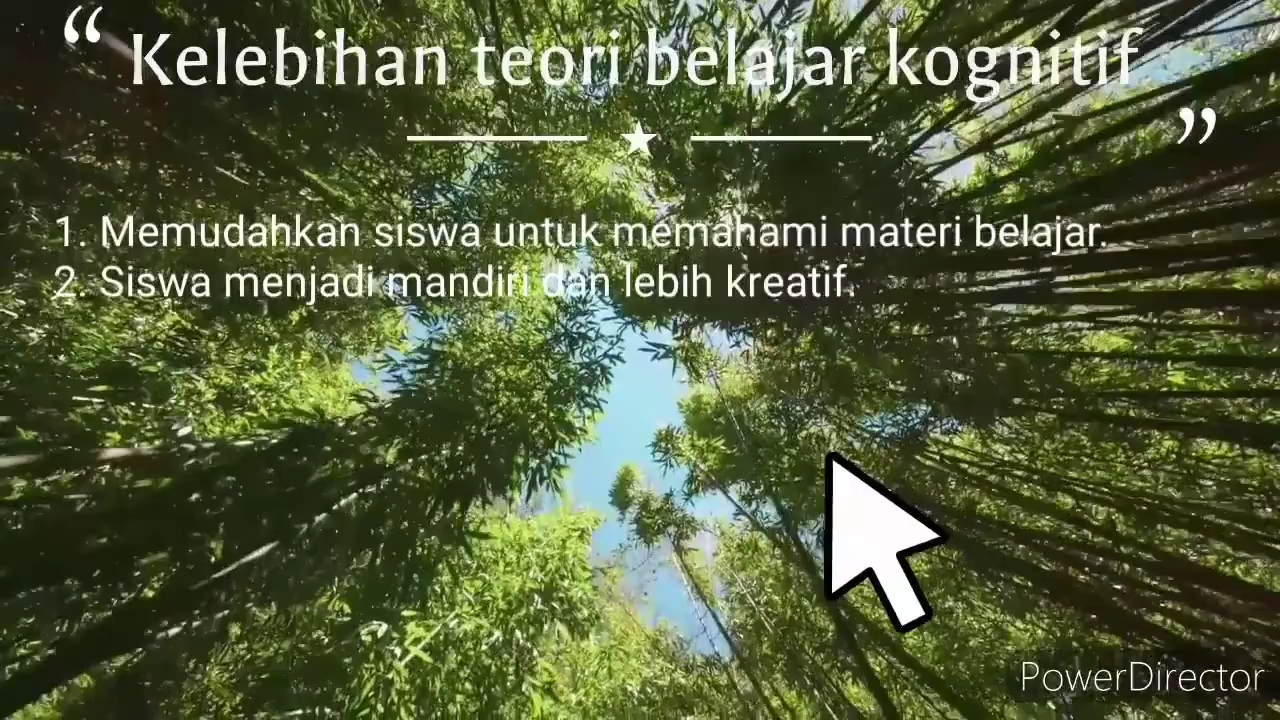 “ Kelebihan teori belajar kognitif ”
1. Memudahkan siswa untuk memahami materi belajar.
2. Siswa menjadi mandiri dan lebih kreatif.
PowerDirector